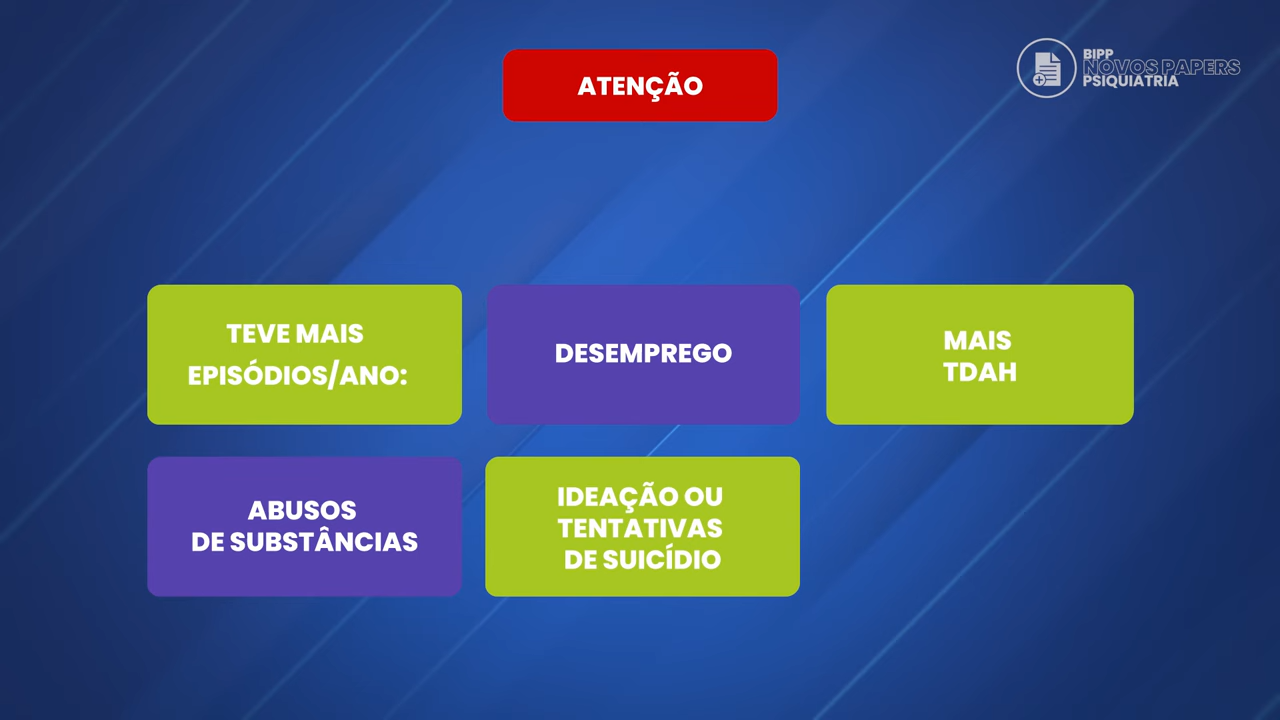 ATENÇÃO
BIPP
NOVOS PAPERS
PSIQUIATRIA
TEVE MAIS
EPISÓDIOS/ANO:
DESEMPREGO
MAIS
TDAH
ABUSOS
DE SUBSTÂNCIAS
IDEAÇÃO OU
TENTATIVAS
DE SUICÍDIO